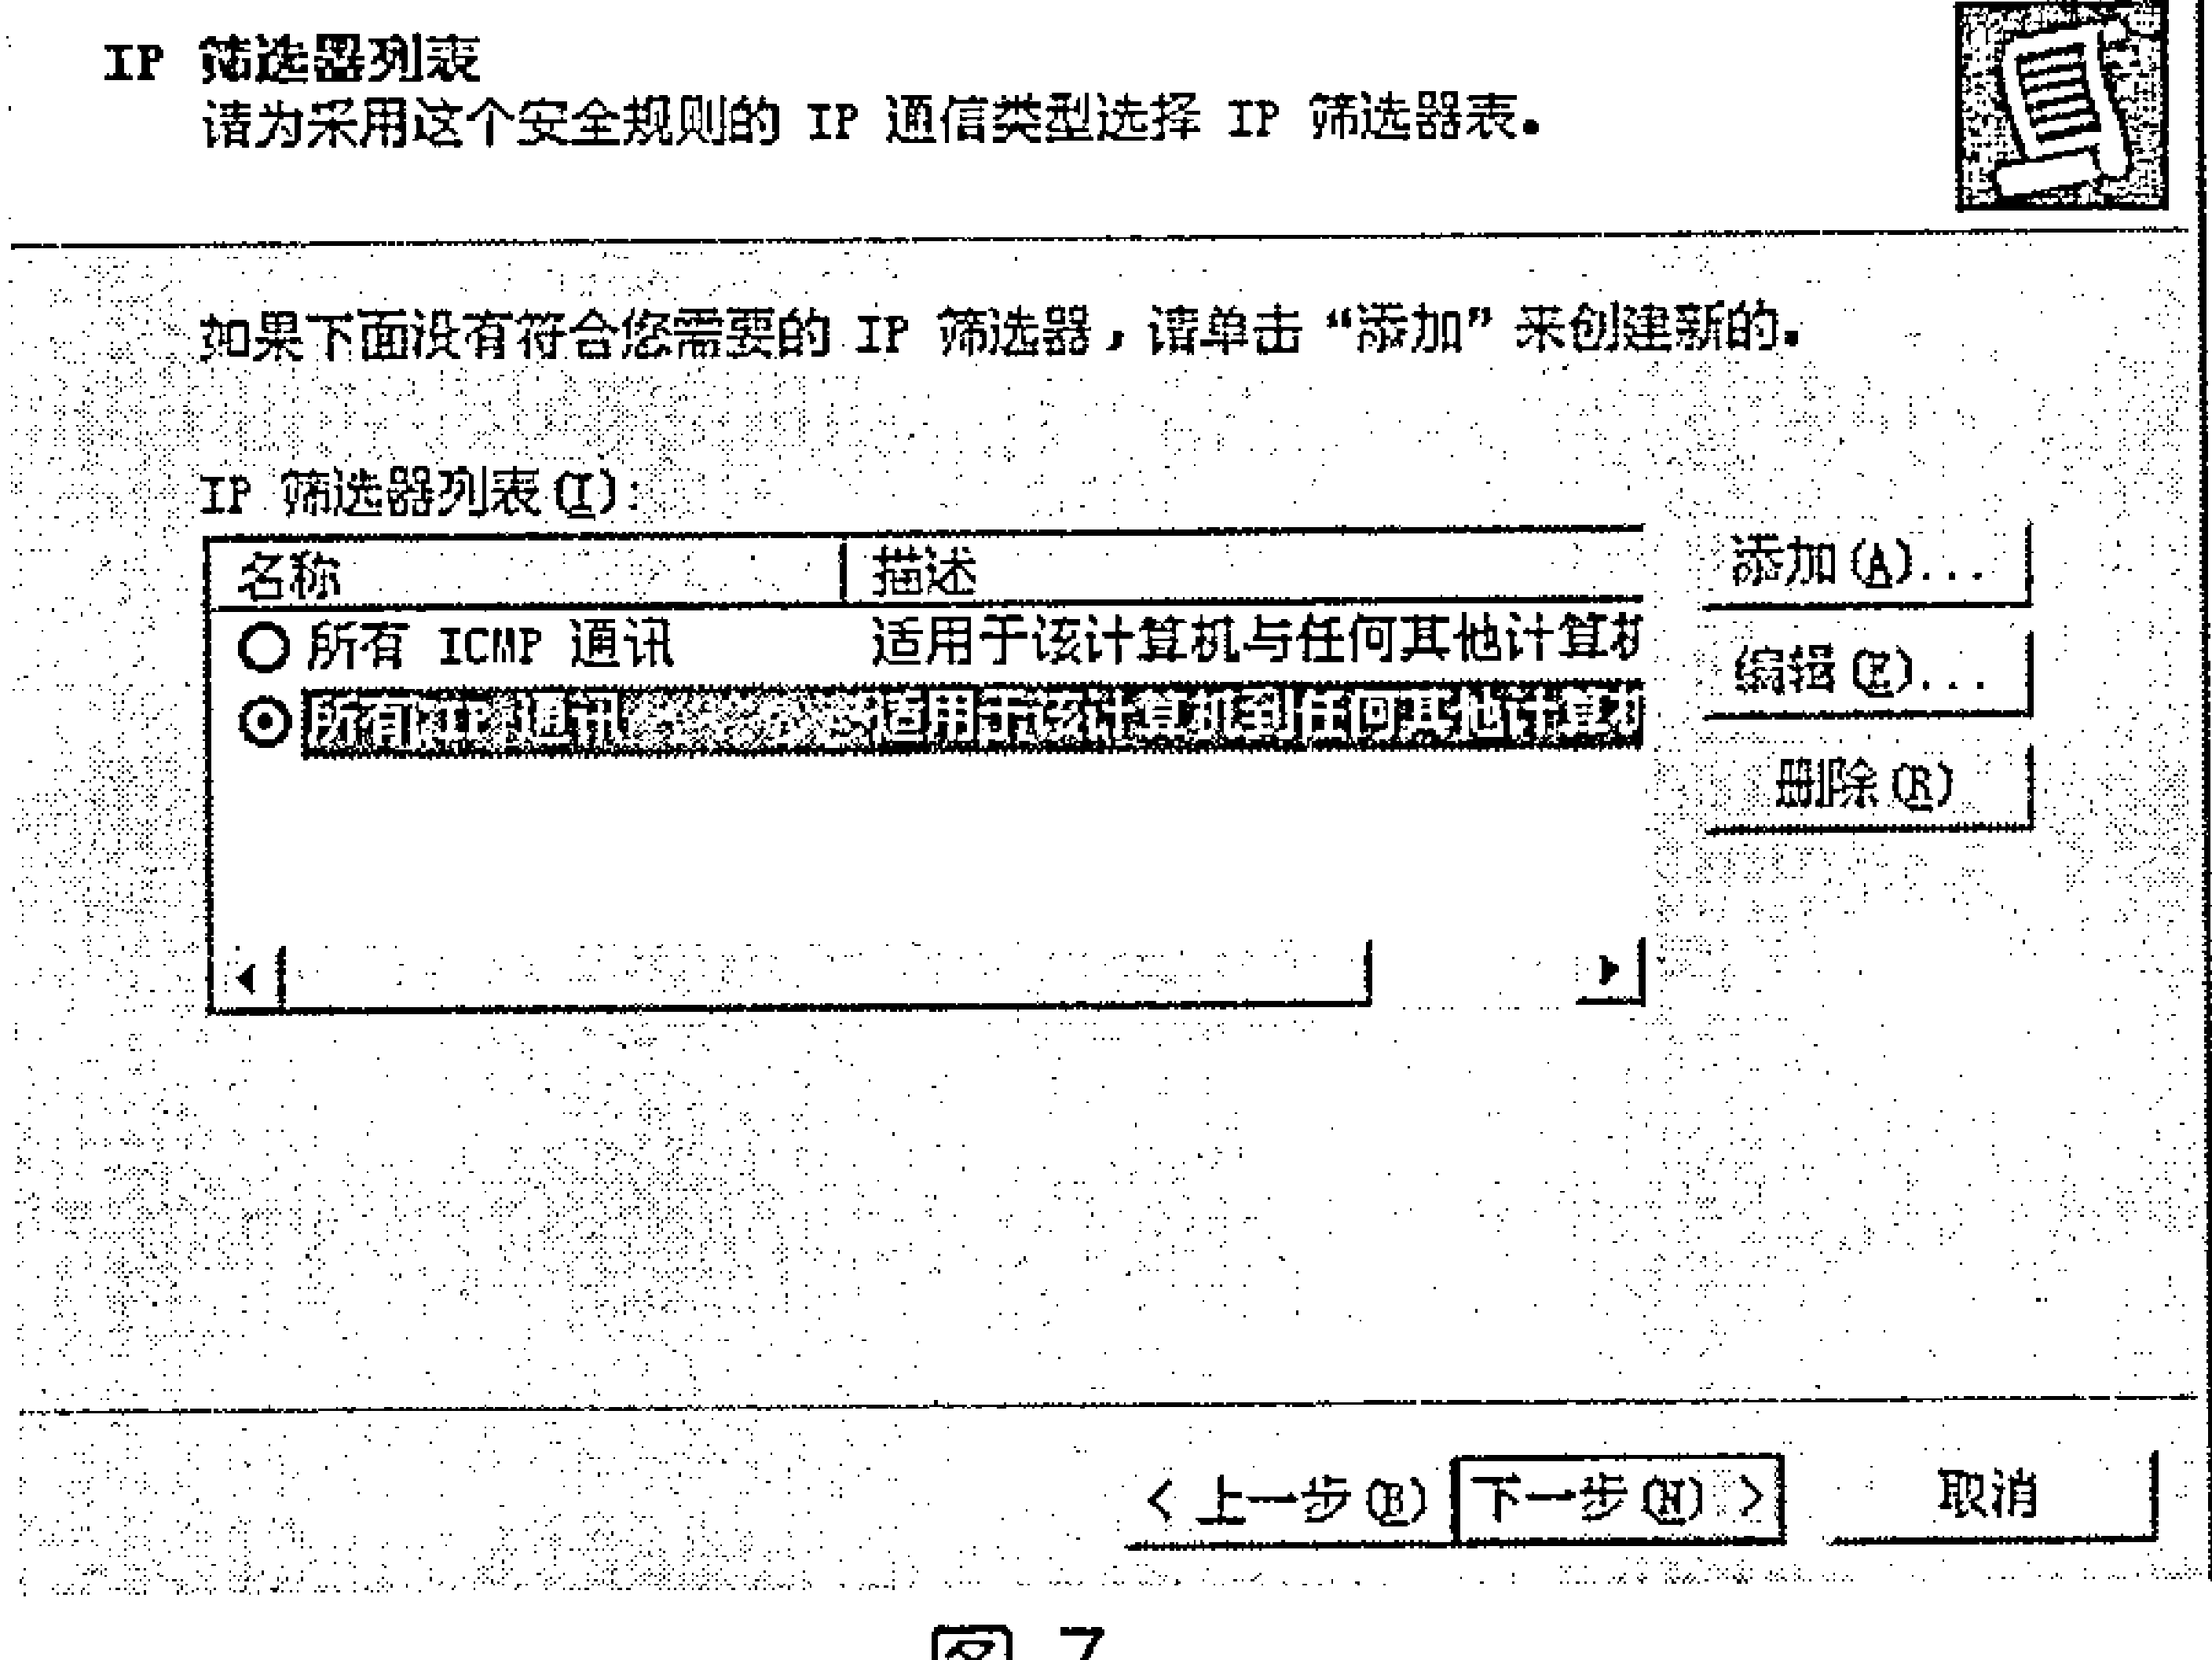 IP 筛选器列表
请为采用这个安全规则的 IP 通信类型选择 IP 筛选器表。
如果下面没有符合您需要的 IP 筛选器，请单击 “添加” 来创建新的。
IP 筛选器列表(I):
名称 描述
所有 ICMP 通讯 适用于该计算机与任何其他计算机
所有 IP 通讯 适用于该计算机到任何其他计算机
添加(A)...
编辑(E)...
删除(R)
< 上一步(B) 下一步(N) > 取消
图 7